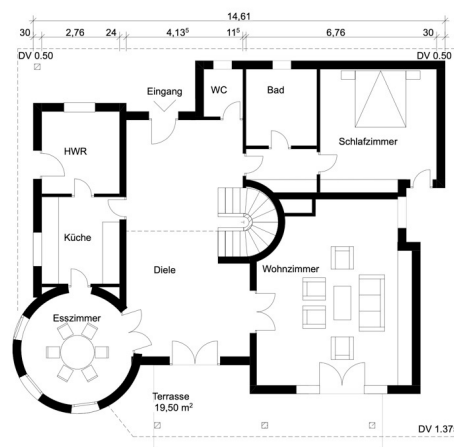 14,61
30 2,76 24 4,13⁵ 11⁵ 6,76 30
DV 0.50 DV 0.50
Eingang WC Bad
Schlafzimmer
HWR
Küche
Diele Wohnzimmer
Esszimmer
Terrasse
19,50 m²
DV 1.375